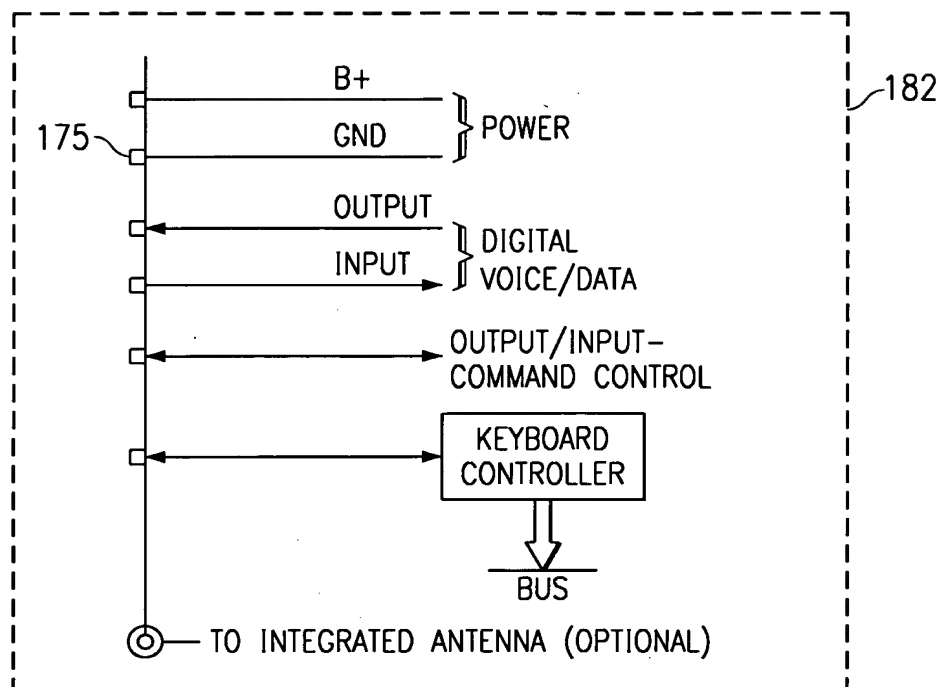 182
B+
175
GND
POWER
OUTPUT
INPUT
DIGITAL
VOICE/DATA
OUTPUT/INPUT-
COMMAND CONTROL
KEYBOARD
CONTROLLER
BUS
TO INTEGRATED ANTENNA (OPTIONAL)